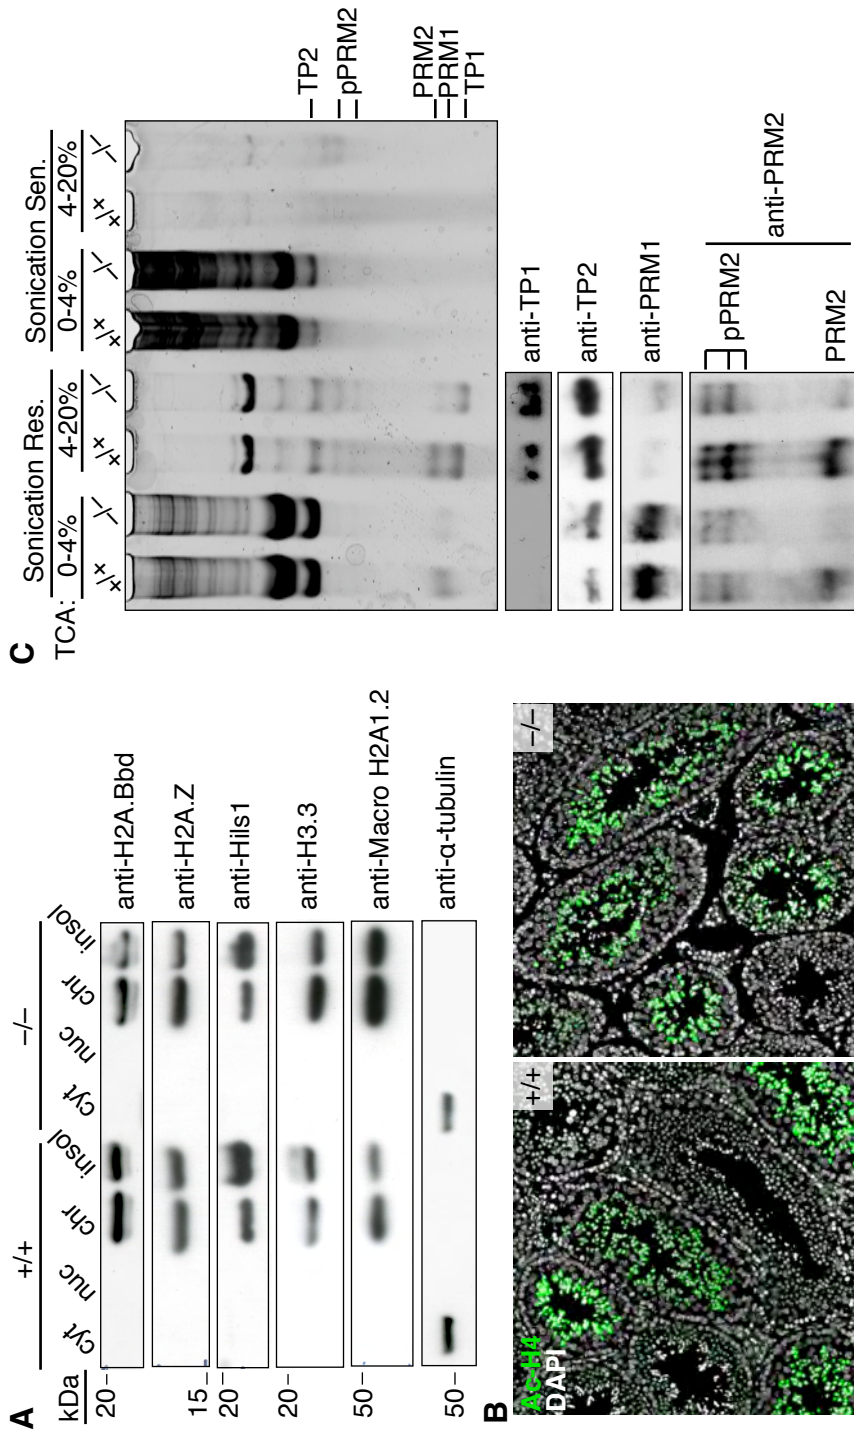 A
+/+
−/−
kDa
cyt nuc chr insol cyt nuc chr insol
20– anti-H2A.Bbd
15– anti-H2A.Z
20– anti-Hils1
20– anti-H3.3
50– anti-Macro H2A1.2
50– anti-α-tubulin
B
Ac-H4
DAPI
+/+
−/−
C
Sonication Res. Sonication Sen.
TCA: 0-4% 4-20% 0-4% 4-20%
+/+ −/− +/+ −/− +/+ −/− +/+ −/−
TP2
pPRM2
PRM2
PRM1
TP1
anti-TP1
anti-TP2
anti-PRM1
pPRM2
anti-PRM2
PRM2